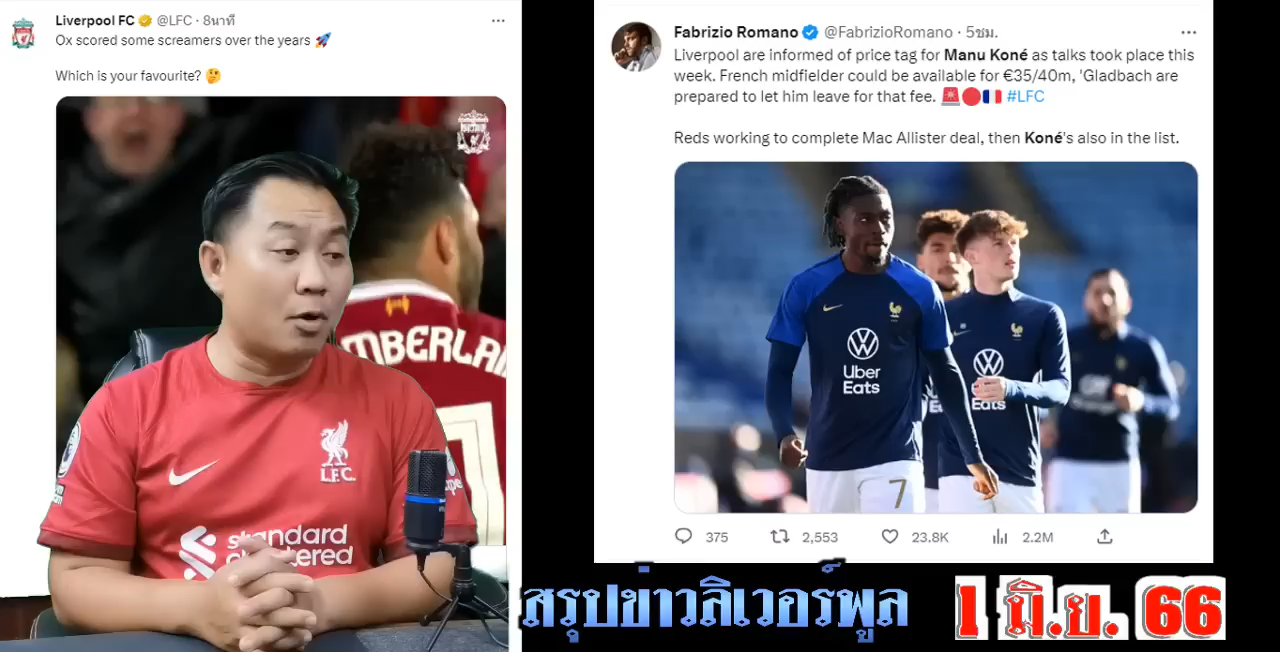 Liverpool FC @LFC · 8นาที
Ox scored some screamers over the years 🚀
Which is your favourite? 🤔
MBERLAI
L.F.C.
standard
chartered
Fabrizio Romano @FabrizioRomano · 5ชม.
Liverpool are informed of price tag for Manu Koné as talks took place this
week. French midfielder could be available for €35/40m, 'Gladbach are
prepared to let him leave for that fee. 🚨🔴🇫🇷 #LFC
Reds working to complete Mac Allister deal, then Koné's also in the list.
Uber
Eats
Eats
7
375 2,553 23.8K 2.2M
สรุปข่าวลิเวอร์พูล 1 มิ.ย. 66